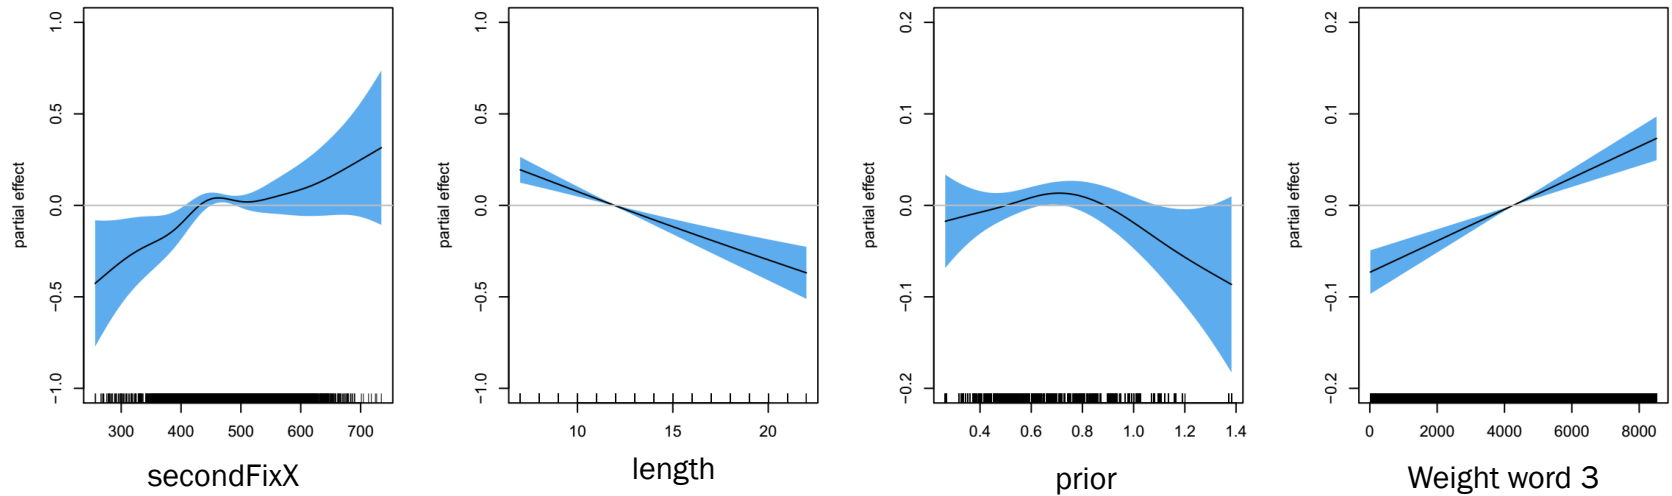 partial effect
1.0
0.5
0.0
−0.5
−1.0
300 400 500 600 700
secondFixX
partial effect
1.0
0.5
0.0
−0.5
−1.0
10 15 20
length
partial effect
0.2
0.1
0.0
−0.1
−0.2
0.4 0.6 0.8 1.0 1.2 1.4
prior
partial effect
0.2
0.1
0.0
−0.1
−0.2
0 2000 4000 6000 8000
Weight word 3